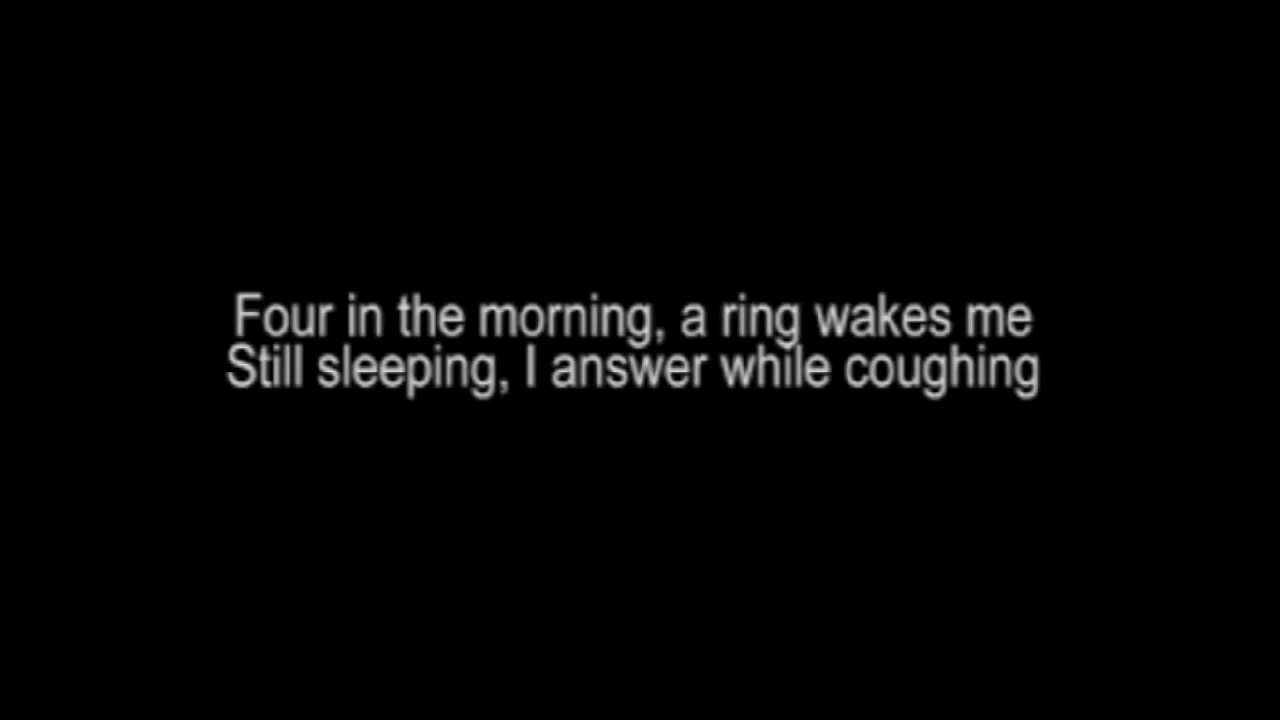 Four in the morning, a ring wakes me
Still sleeping, I answer while coughing